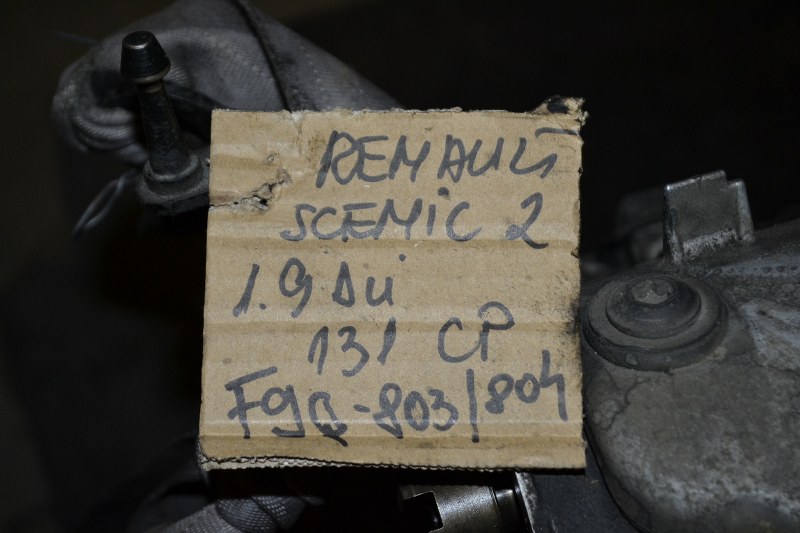 RENAULT
SCENIC 2
1.9 Dci
131 CP
F9Q-803/804